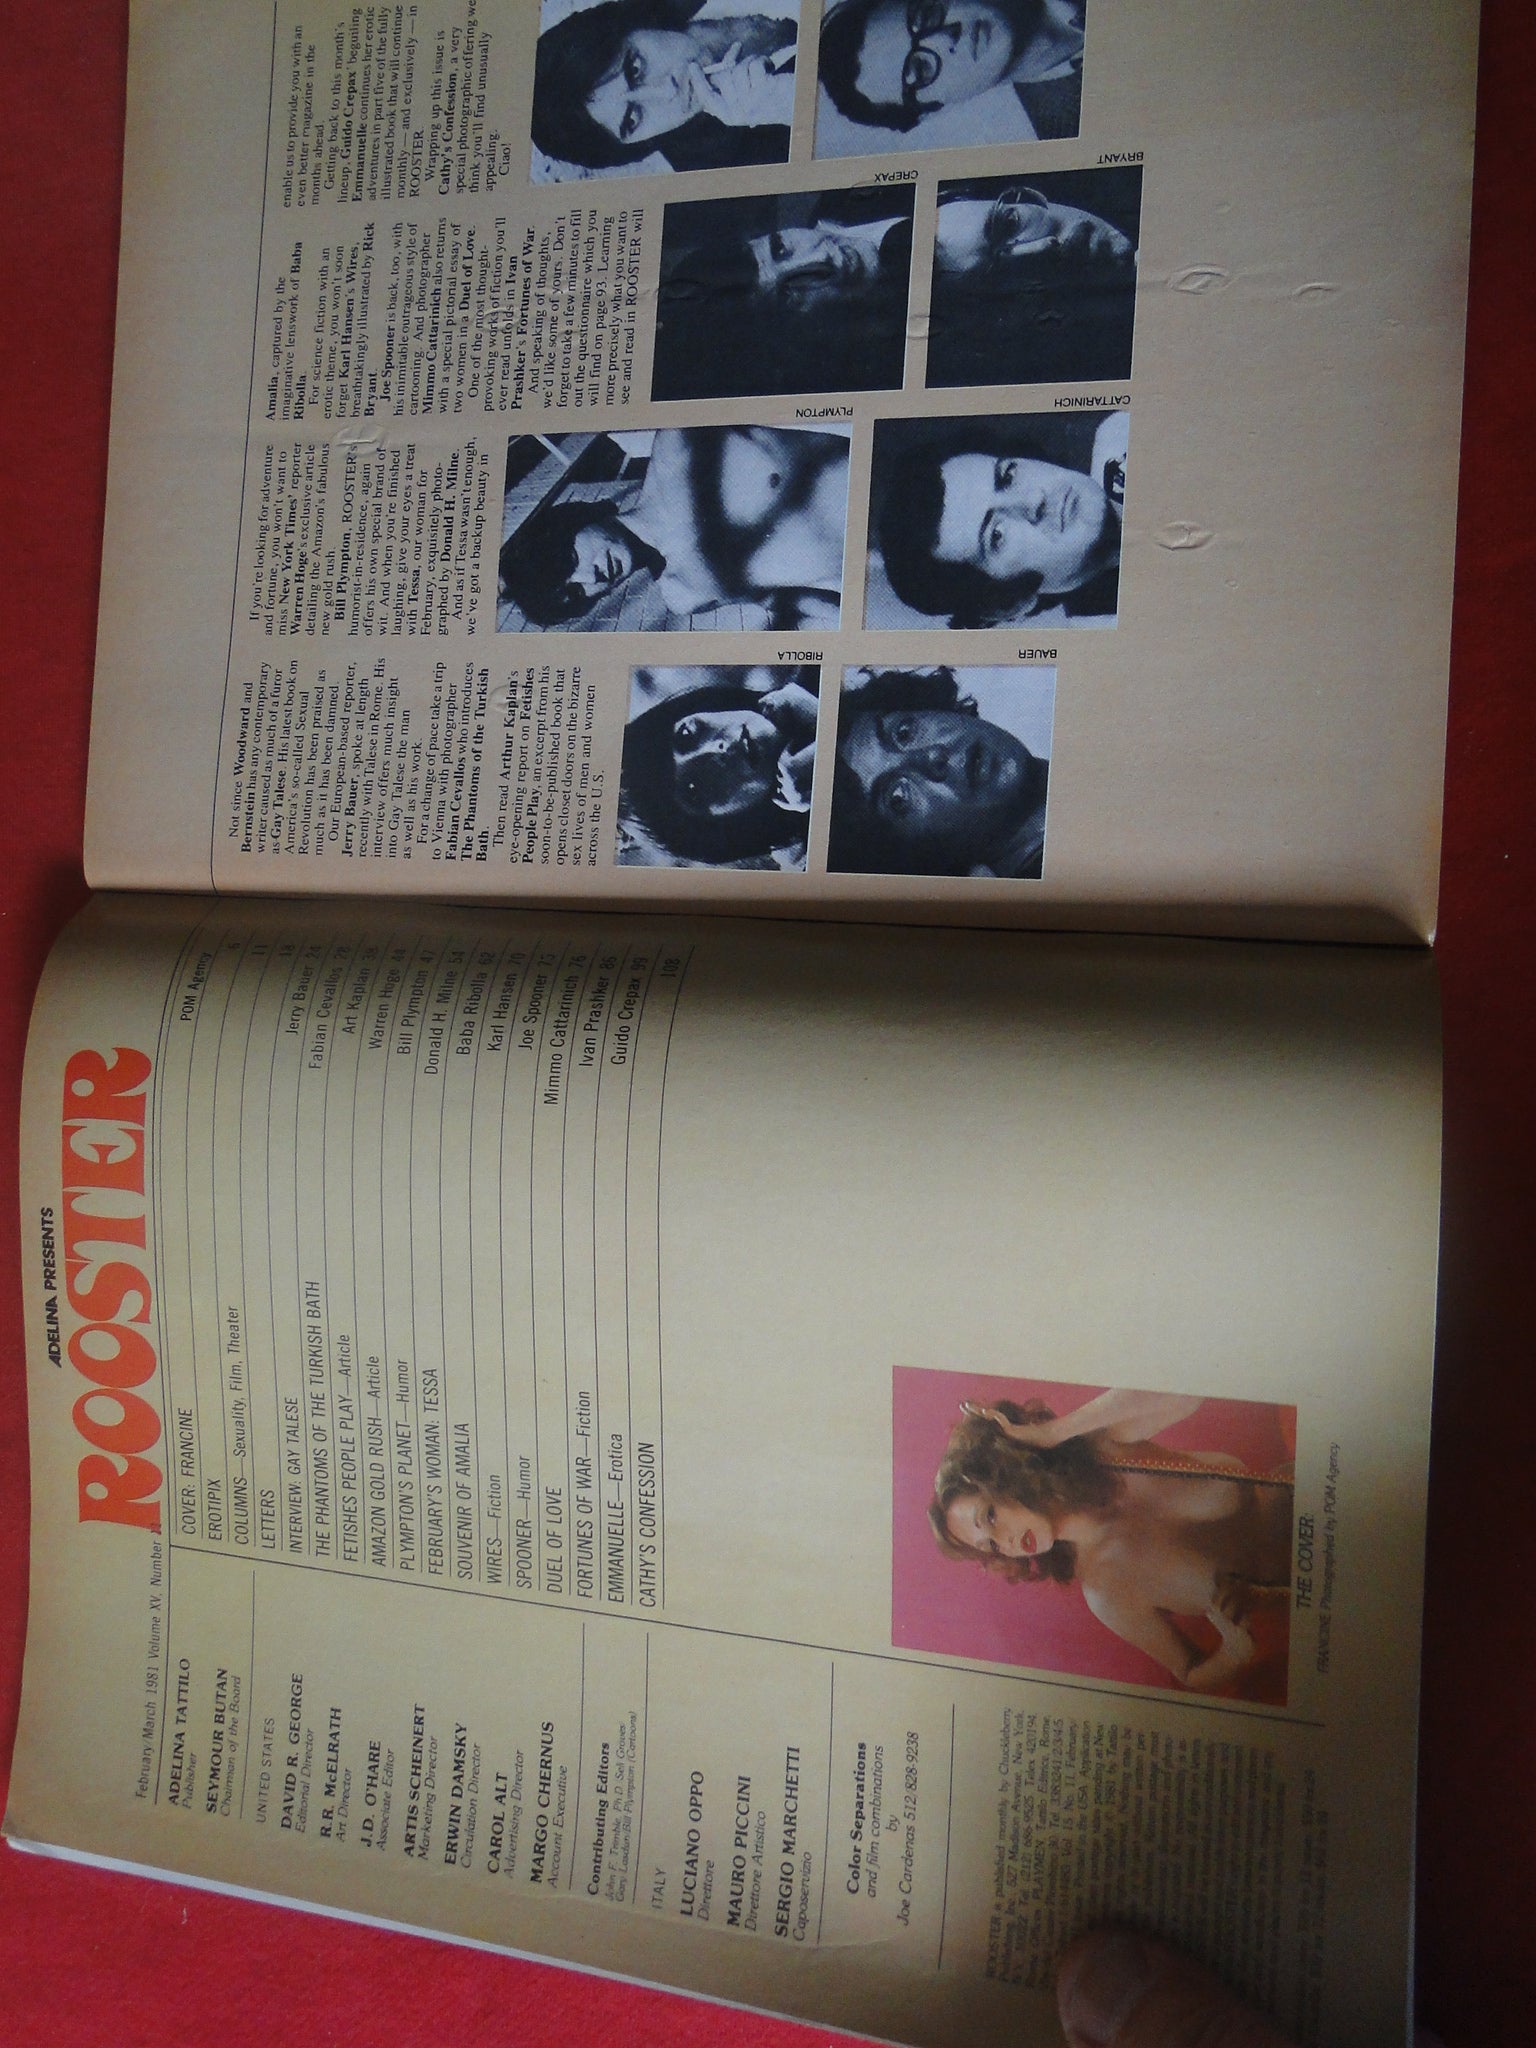 ADELINA PRESENTS
ROOSTER
February/March 1981 Volume XV, Number
ADELINA TATTILO
Publisher
SEYMOUR BUTAN
Chairman of the Board
UNITED STATES
DAVID R. GEORGE
Editorial Director
R.R. McELRATH
Art Director
J.D. O'HARE
Associate Editor
ARTIS SCHEINERT
Marketing Director
ERWIN DAMSKY
Circulation Director
CAROL ALT
Advertising Director
MARGO CHERNUS
Account Executive
Contributing Editors
ITALY
LUCIANO OPPO
Direttore
MAURO PICCINI
Direttore Artistico
SERGIO MARCHETTI
Caposervizio
Color Separations
and film combinations
by
Joe Cardenas 512-828-9238
ROOSTER is published monthly by Chuckleberry
COVER: FRANCINE POM Agency
EROTIPIX 6
COLUMNS—Sexuality, Film, Theater 11
LETTERS 18
INTERVIEW: GAY TALESE Jerry Bauer 24
THE PHANTOMS OF THE TURKISH BATH Fabian Cevallos 28
FETISHES PEOPLE PLAY—Article Art Kaplan 38
AMAZON GOLD RUSH—Article Warren Hoge 44
PLYMPTON'S PLANET—Humor Bill Plympton 47
FEBRUARY'S WOMAN: TESSA Donald H. Milne 54
SOUVENIR OF AMALIA Baba Ribolla 62
WIRES—Fiction Karl Hansen 70
SPOONER—Humor Joe Spooner 75
DUEL OF LOVE Mimmo Cattarinich 76
FORTUNES OF WAR—Fiction Ivan Prashker 86
EMMANUELLE—Erotica Guido Crepax 99
CATHY'S CONFESSION 108
THE COVER:
FRANCINE Photographed by POM Agency
Not since Woodward and
Bernstein has any contemporary
writer caused as much of a furor
as Gay Talese. His latest book on
America's so-called Sexual
Revolution has been praised as
much as it has been damned.
Our European-based reporter,
Jerry Bauer, spoke at length
recently with Talese in Rome. His
interview offers much insight
into Gay Talese the man
as well as his work.
For a change of pace take a trip
to Vienna with photographer
Fabian Cevallos who introduces
The Phantoms of the Turkish
Bath.
Then read Arthur Kaplan's
eye-opening report on Fetishes
People Play, an excerpt from his
soon-to-be-published book that
opens closet doors on the bizarre
sex lives of men and women
across the U.S.
If you're looking for adventure
and fortune, you won't want to
miss New York Times' reporter
Warren Hoge's exclusive article
detailing the Amazon's fabulous
new gold rush.
Bill Plympton, ROOSTER's
humorist-in-residence, again
offers his own special brand of
wit. And when you're finished
laughing, give your eyes a treat
with Tessa, our woman for
February, exquisitely photo-
graphed by Donald H. Milne.
And as if Tessa wasn't enough,
we've got a backup beauty in
Amalia, captured by the
imaginative lenswork of Baba
Ribolla.
For science fiction with an
erotic theme, you won't soon
forget Karl Hansen's Wires,
breathtakingly illustrated by Rick
Bryant.
Joe Spooner is back, too, with
his inimitable outrageous style of
cartooning. And photographer
Mimmo Cattarinich also returns
with a special pictorial essay of
two women in a Duel of Love.
One of the most thought-
provoking works of fiction you'll
ever read unfolds in Ivan
Prashker's Fortunes of War.
And speaking of thoughts,
we'd like some of yours. Don't
forget to take a few minutes to fill
out the questionnaire which you
will find on page 93. Learning
more precisely what you want to
see and read in ROOSTER will
enable us to provide you with an
even better magazine in the
months ahead.
Getting back to this month's
lineup, Guido Crepax' beguiling
Emmanuelle continues her erotic
adventures in part five of the fully
illustrated book that will continue
monthly — and exclusively — in
ROOSTER.
Wrapping up this issue is
Cathy's Confession, a very
special photographic offering we
think you'll find unusually
appealing.
Ciao!
RIBOLLA
PLYMPTON
CREPAX
BAUER
CATTARINICH
BRYANT